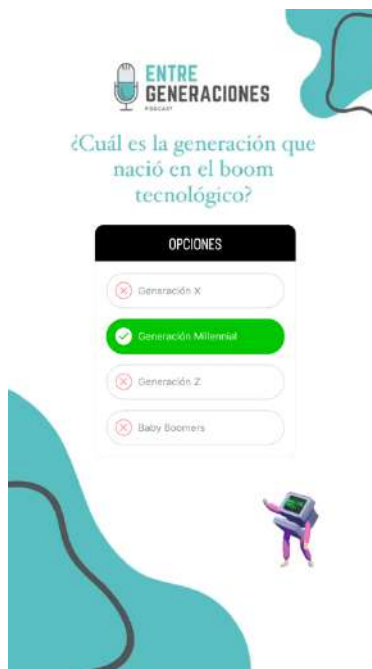 ENTRE
GENERACIONES
PODCAST
¿Cuál es la generación que
nació en el boom
tecnológico?
OPCIONES
Generación X
Generación Millennial
Generación Z
Baby Boomers